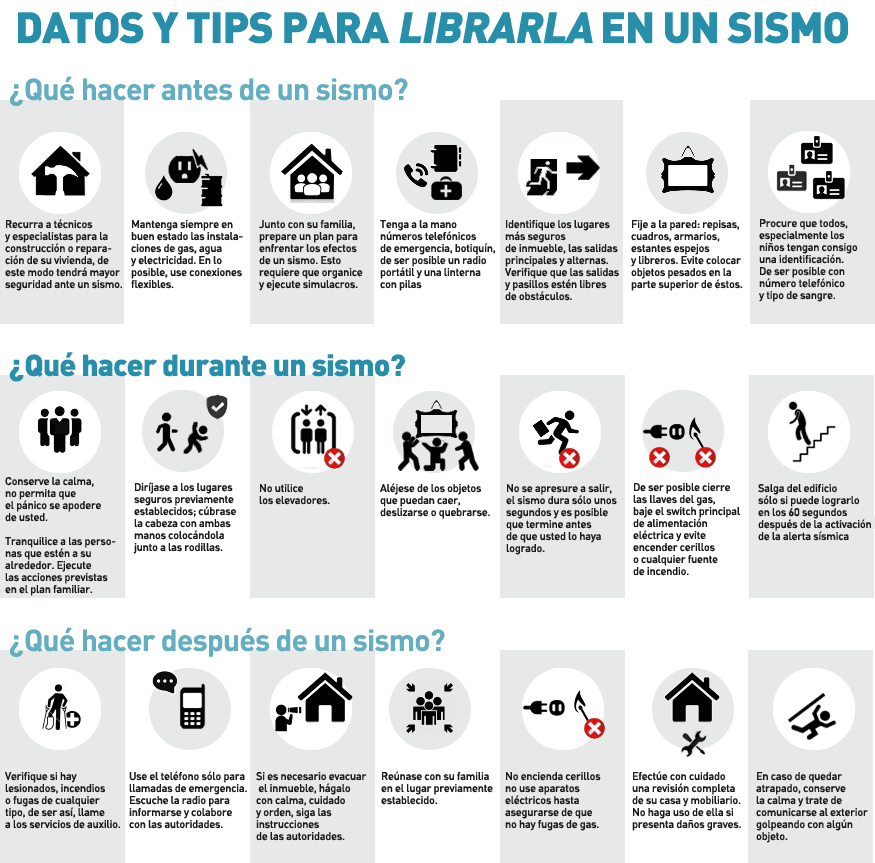 DATOS Y TIPS PARA LIBRARLA EN UN SISMO
¿Qué hacer antes de un sismo?
Recurra a técnicos
y especialistas para la
construcción o repara-
ción de su vivienda, de
este modo tendrá mayor
seguridad ante un sismo.
Mantenga siempre en
buen estado las instala-
ciones de gas, agua
y electricidad. En lo
posible, use conexiones
flexibles.
Junto con su familia,
prepare un plan para
enfrentar los efectos
de un sismo. Esto
requiere que organice
y ejecute simulacros.
Tenga a la mano
números telefónicos
de emergencia, botiquín,
de ser posible un radio
portátil y una linterna
con pilas
Identifique los lugares
más seguros
de inmueble, las salidas
principales y alternas.
Verifique que las salidas
y pasillos estén libres
de obstáculos.
Fije a la pared: repisas,
cuadros, armarios,
estantes espejos
y libreros. Evite colocar
objetos pesados en la
parte superior de éstos.
Procure que todos,
especialmente los
niños tengan consigo
una identificación.
De ser posible con
número telefónico
y tipo de sangre.
¿Qué hacer durante un sismo?
Conserve la calma,
no permita que
el pánico se apodere
de usted.
Tranquilice a las perso-
nas que estén a su
alrededor. Ejecute
las acciones previstas
en el plan familiar.
Diríjase a los lugares
seguros previamente
establecidos; cúbrase
la cabeza con ambas
manos colocándola
junto a las rodillas.
No utilice
los elevadores.
Aléjese de los objetos
que puedan caer,
deslizarse o quebrarse.
No se apresure a salir,
el sismo dura sólo unos
segundos y es posible
que termine antes
de que usted lo haya
logrado.
De ser posible cierre
las llaves del gas,
baje el switch principal
de alimentación
eléctrica y evite
encender cerillos
o cualquier fuente
de incendio.
Salga del edificio
sólo si puede lograrlo
en los 60 segundos
después de la activación
de la alerta sísmica
¿Qué hacer después de un sismo?
Verifique si hay
lesionados, incendios
o fugas de cualquier
tipo, de ser así, llame
a los servicios de auxilio.
Use el teléfono sólo para
llamadas de emergencia.
Escuche la radio para
informarse y colabore
con las autoridades.
Si es necesario evacuar
el inmueble, hágalo
con calma, cuidado
y orden, siga las
instrucciones
de las autoridades.
Reúnase con su familia
en el lugar previamente
establecido.
No encienda cerillos
no use aparatos
eléctricos hasta
asegurarse de que
no hay fugas de gas.
Efectúe con cuidado
una revisión completa
de su casa y mobiliario.
No haga uso de ella si
presenta daños graves.
En caso de quedar
atrapado, conserve
la calma y trate de
comunicarse al exterior
golpeando con algún
objeto.